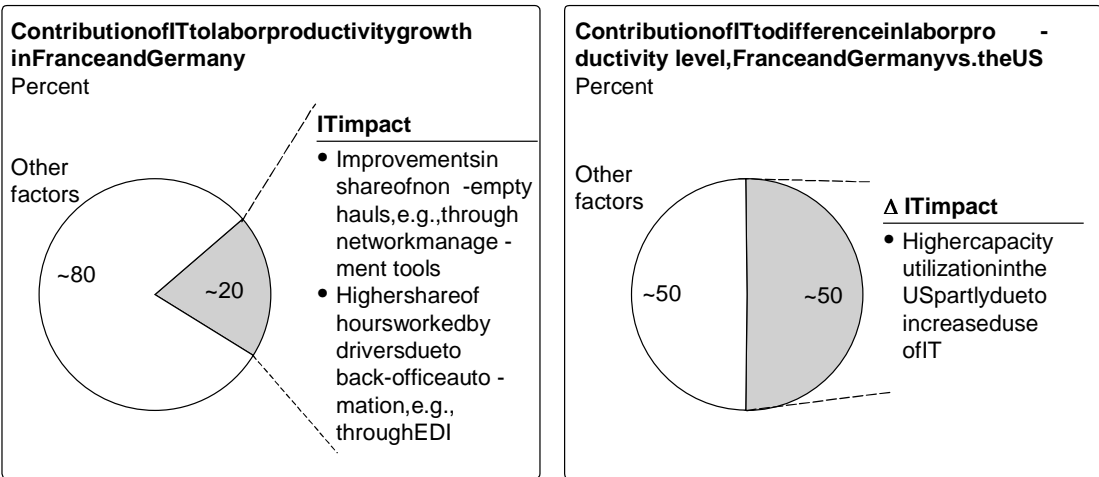 ContributionofITtolaborproductivitygrowth
inFranceandGermany
Percent
Other
factors
~80
~20
ITimpact
• Improvementsin
shareofnon -empty
hauls,e.g.,through
networkmanage -
ment tools
• Highershareof
hoursworkedby
driversdueto
back-officeauto -
mation,e.g.,
throughEDI
ContributionofITtodifferenceinlaborpro -
ductivity level,FranceandGermanyvs.theUS
Percent
Other
factors
~50
~50
Δ ITimpact
• Highercapacity
utilizationinthe
USpartlydueto
increaseduse
ofIT